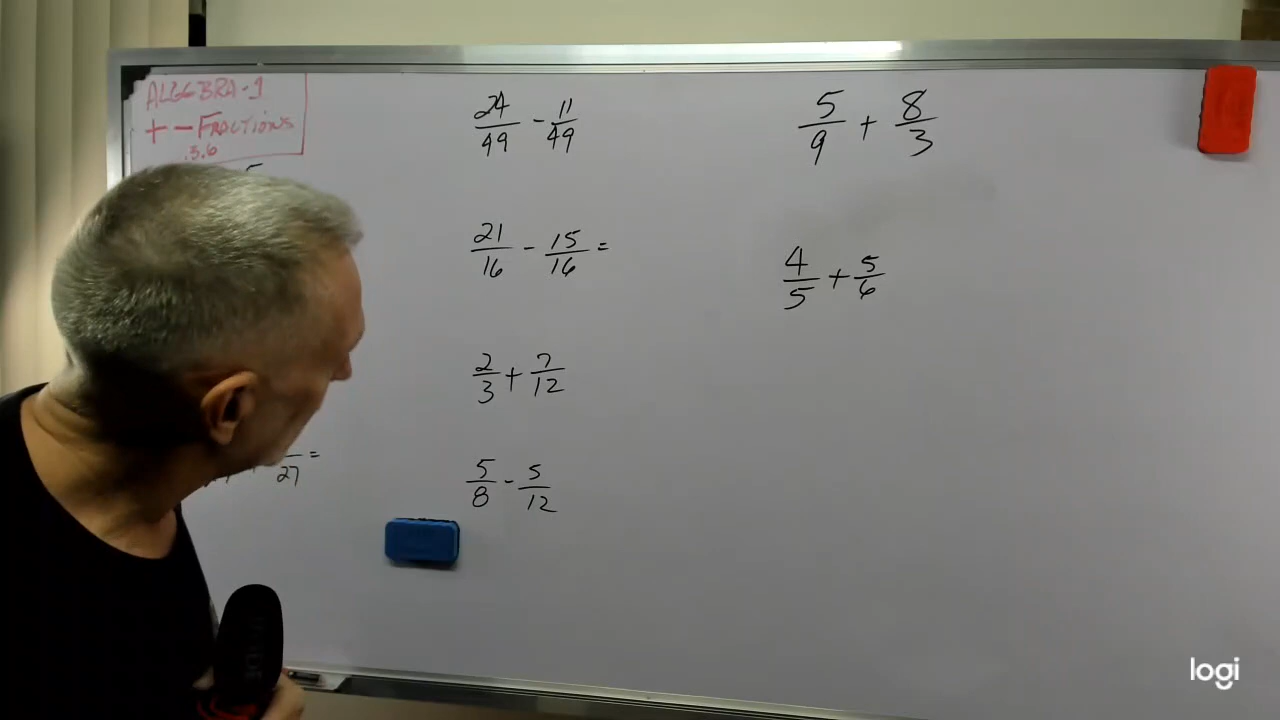 ALGEBRA-1
+ - FRACTIONS
.3.6
24/49 - 11/49
21/16 - 15/16 =
2/3 + 7/12
5/8 - 5/12
27 =
5/9 + 8/3
4/5 + 5/6
logi